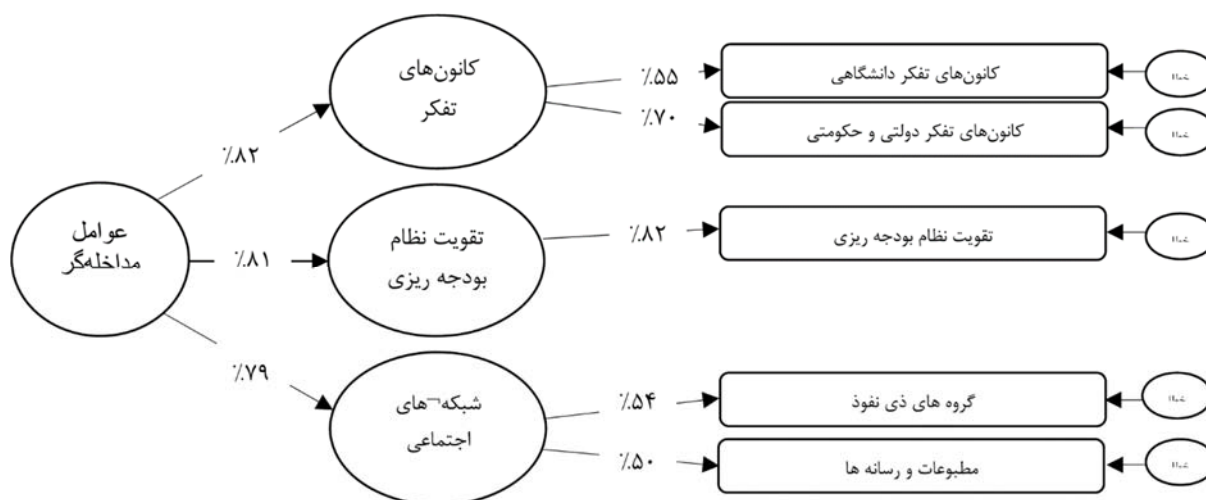 عوامل
مداخله‌گر
٪۸۲
٪۸۱
٪۷۹
کانون‌های
تفکر
٪۵۵
کانون‌های تفکر دانشگاهی
٪۷۰
کانون‌های تفکر دولتی و حکومتی
تقویت نظام
بودجه ریزی
٪۸۲
تقویت نظام بودجه ریزی
شبکه¬های
اجتماعی
٪۵۴
گروه های ذی نفوذ
٪۵۰
مطبوعات و رسانه ها